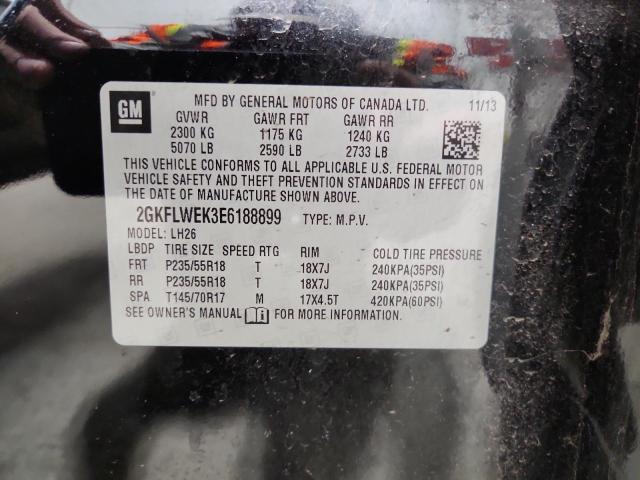 GM
MFD BY GENERAL MOTORS OF CANADA LTD. 11/13
GVWR GAWR FRT GAWR RR
2300 KG 1175 KG 1240 KG
5070 LB 2590 LB 2733 LB
THIS VEHICLE CONFORMS TO ALL APPLICABLE U.S. FEDERAL MOTOR
VEHICLE SAFETY AND THEFT PREVENTION STANDARDS IN EFFECT ON
THE DATE OF MANUFACTURE SHOWN ABOVE.
2GKFLWEK3E6188899 TYPE: M.P.V.
MODEL: LH26
LBDP TIRE SIZE SPEED RTG RIM COLD TIRE PRESSURE
FRT P235/55R18 T 18X7J 240KPA(35PSI)
RR P235/55R18 T 18X7J 240KPA(35PSI)
SPA T145/70R17 M 17X4.5T 420KPA(60PSI)
SEE OWNER'S MANUAL FOR MORE INFORMATION.